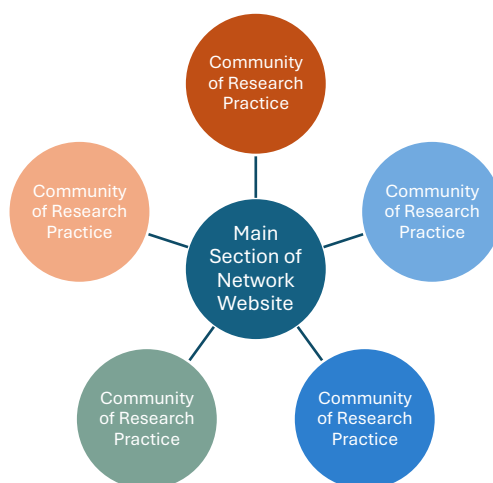 Community
of Research
Practice
Community
of Research
Practice
Community
of Research
Practice
Main
Section of
Network
Website
Community
of Research
Practice
Community
of Research
Practice